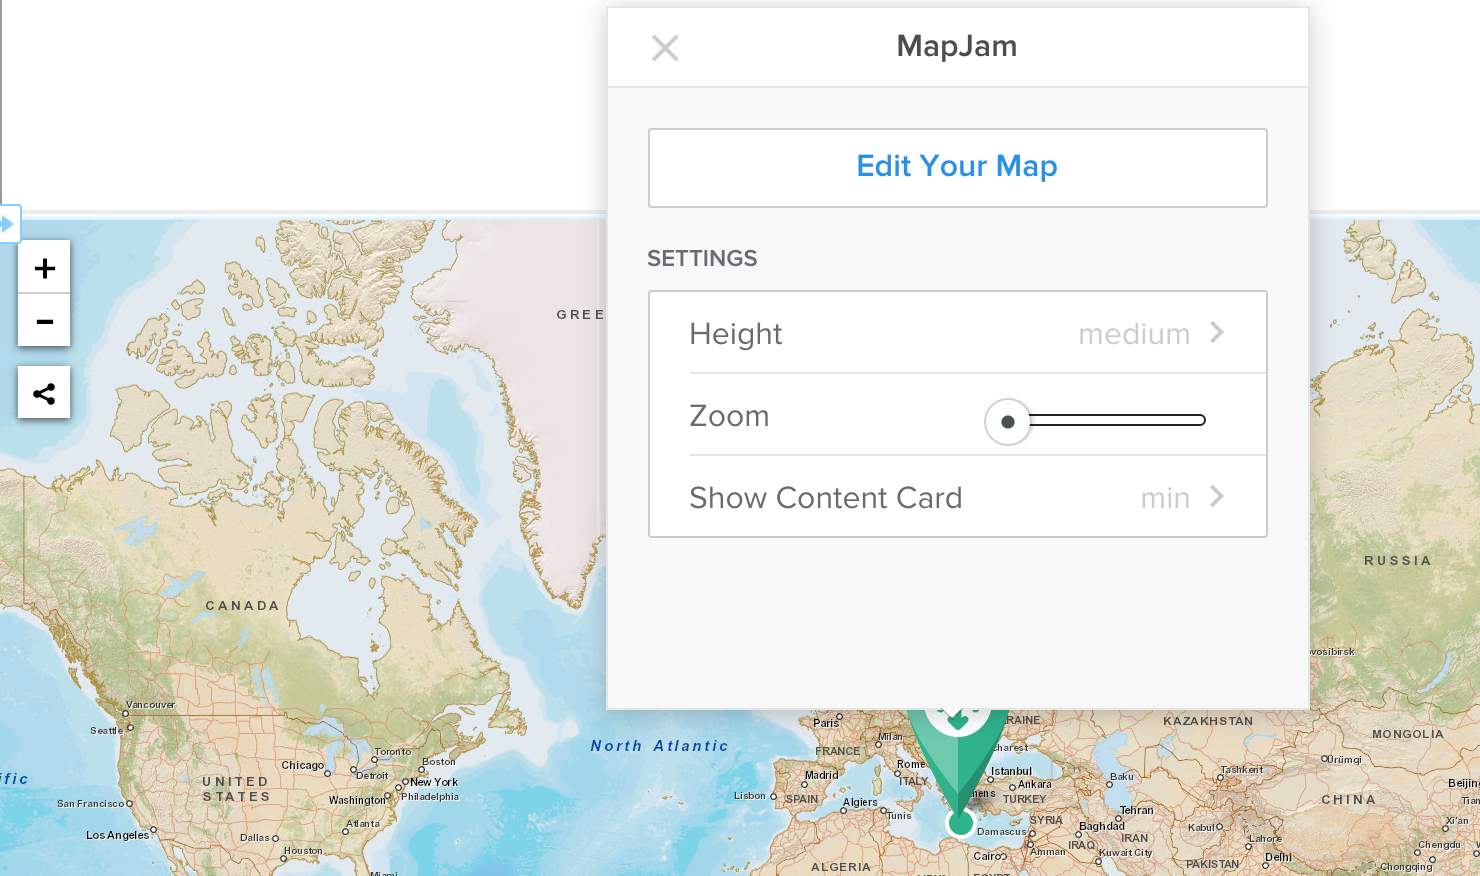 MapJam
Edit Your Map
SETTINGS
Height medium
Zoom
Show Content Card min
+
−
GREE
CANADA
RUSSIA
Vancouver
Seattle
North Atlantic
Paris
RAINE
KAZAKHSTAN
MONGOLIA
Milan
FRANCE
charest
Toronto
Boston
Chicago
Detroit
New York
UNITED
STATES
Philadelphia
Washington
San Francisco
Los Angeles
Atlanta
Dallas
Houston
Miami
Madrid
Rome
ITALY
Istanbul
Ankara
TURKEY
Lisbon
SPAIN
Algiers
Tunis
hens
SYRIA
Damascus
Baku
Tashkent
Ürümqi
CHINA
Beijin
Tian
Tehran
Baghdad
IRAQ
IRAN
Kabul
Xi'an
Cairo
Amman
Kuwait City
Lahore
Delhi
Chengdu
Chongqing
PAKISTAN
ALGERIA
EGYPT
ific
ovosibirsk